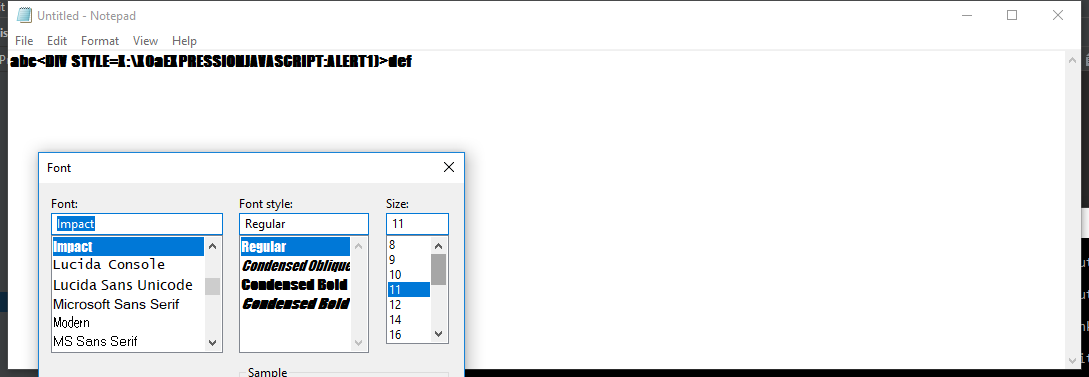 Untitled - Notepad
File Edit Format View Help
abc<DIV STYLE=X:\X0aEXPRESSIONJAVASCRIPT:ALERT1)>def
Font
Font: Font style: Size:
Impact Regular 11
Impact Regular 8
Lucida Console Condensed Oblique 9
Lucida Sans Unicode Condensed Bold 10
Microsoft Sans Serif Condensed Bold 11
Modern 12
MS Sans Serif 14
16
Sample